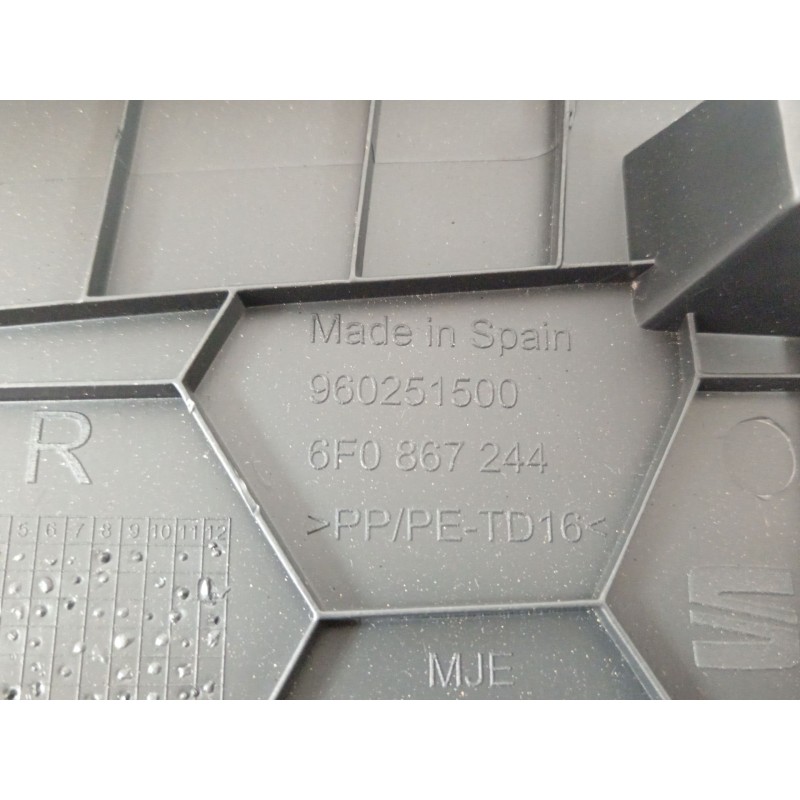 Made in Spain
960251500
6F0 867 244
>PP/PE-TD16<
R
5 6 7 8 9 10 11 12
MJE